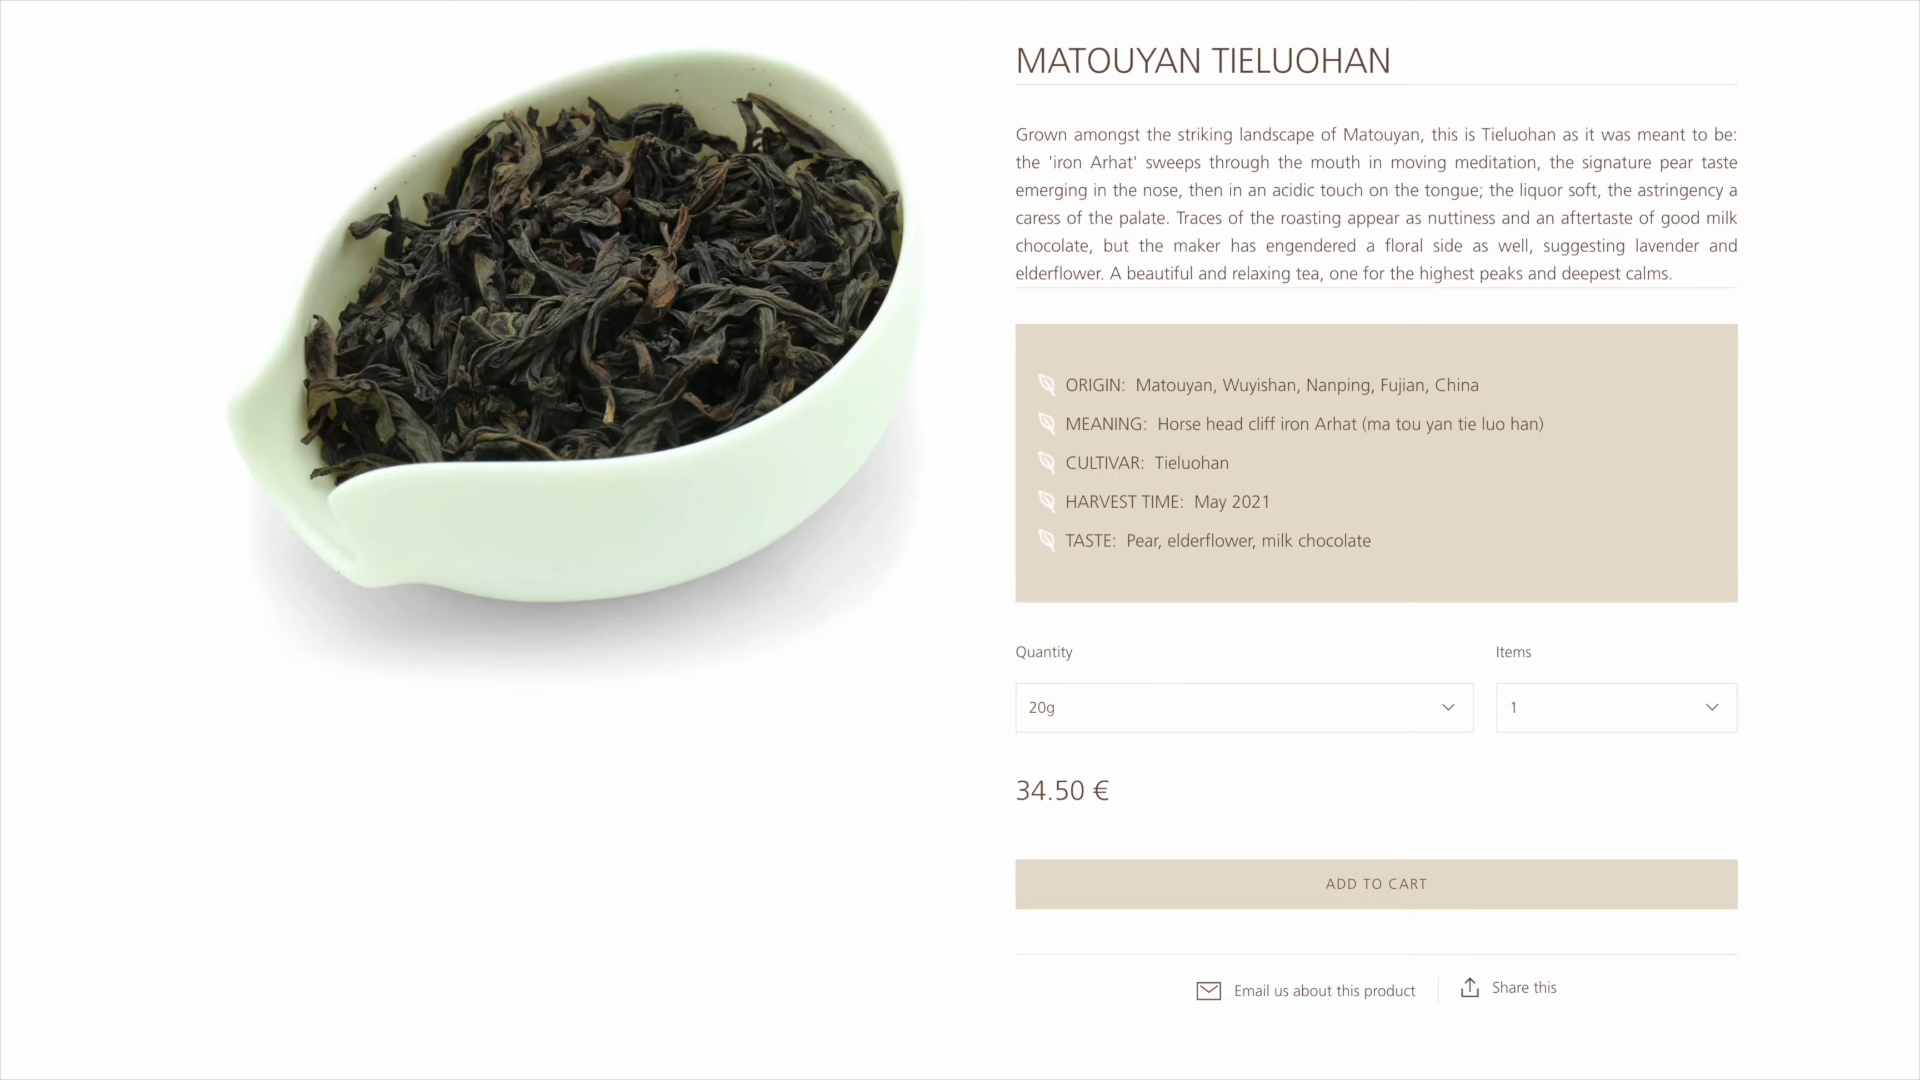 MATOUYAN TIELUOHAN
Grown amongst the striking landscape of Matouyan, this is Tieluohan as it was meant to be:
the 'iron Arhat' sweeps through the mouth in moving meditation, the signature pear taste
emerging in the nose, then in an acidic touch on the tongue; the liquor soft, the astringency a
caress of the palate. Traces of the roasting appear as nuttiness and an aftertaste of good milk
chocolate, but the maker has engendered a floral side as well, suggesting lavender and
elderflower. A beautiful and relaxing tea, one for the highest peaks and deepest calms.
ORIGIN: Matouyan, Wuyishan, Nanping, Fujian, China
MEANING: Horse head cliff iron Arhat (ma tou yan tie luo han)
CULTIVAR: Tieluohan
HARVEST TIME: May 2021
TASTE: Pear, elderflower, milk chocolate
Quantity Items
20g 1
34.50 €
ADD TO CART
Email us about this product Share this